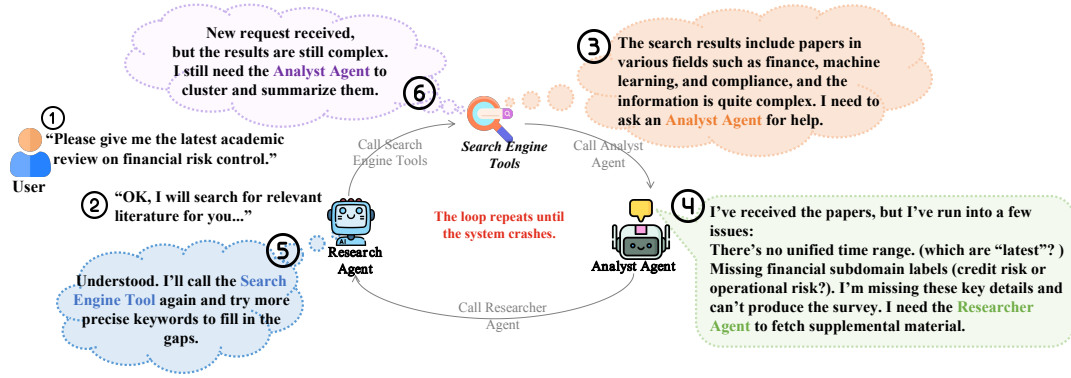 New request received,
but the results are still complex.
I still need the Analyst Agent to
cluster and summarize them.
6
3
The search results include papers in
various fields such as finance, machine
learning, and compliance, and the
information is quite complex. I need to
ask an Analyst Agent for help.
1
“Please give me the latest academic
review on financial risk control.”
User
Call Search
Engine Tools
Search Engine
Tools
Call Analyst
Agent
2
“OK, I will search for relevant
literature for you...”
AI
Research
Agent
The loop repeats until
the system crashes.
Analyst Agent
4
I’ve received the papers, but I’ve run into a few
issues:
There’s no unified time range. (which are “latest”? )
Missing financial subdomain labels (credit risk or
operational risk?). I’m missing these key details and
can’t produce the survey. I need the Researcher
Agent to fetch supplemental material.
5
Understood. I’ll call the Search
Engine Tool again and try more
precise keywords to fill in the
gaps.
Call Researcher
Agent